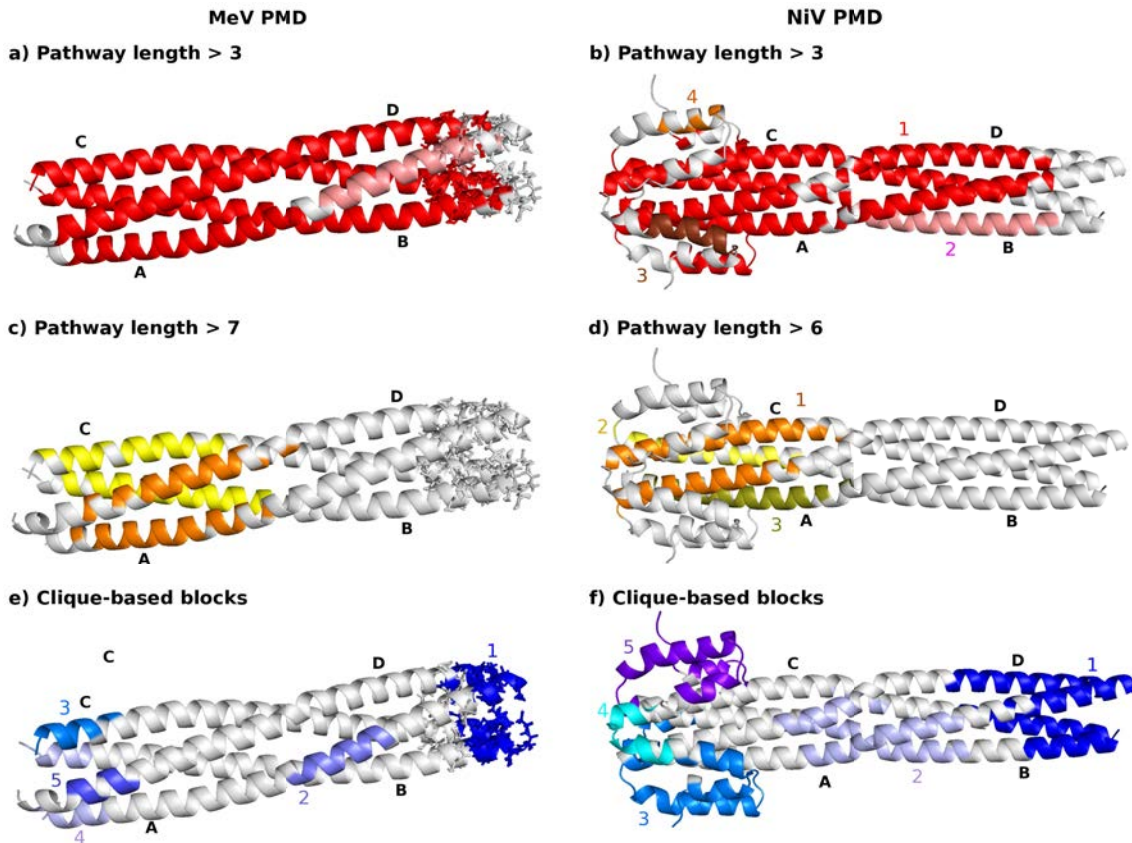 MeV PMD
NiV PMD
a) Pathway length > 3
b) Pathway length > 3
C
D
A
B
4
C
1
D
3
A
2
B
c) Pathway length > 7
d) Pathway length > 6
C
D
A
B
2
C
1
D
3
A
B
e) Clique-based blocks
f) Clique-based blocks
C
3
C
D
1
5
4
A
2
B
5
4
C
D
1
3
A
2
B